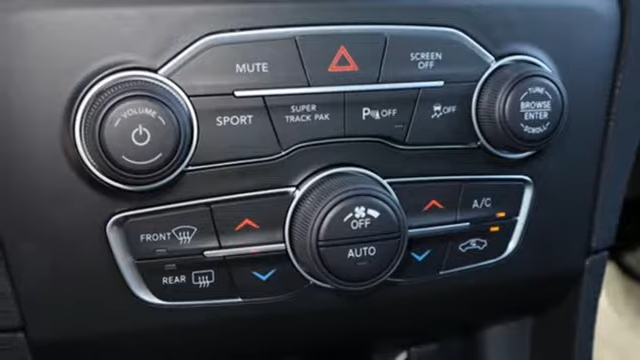 MUTE
SCREEN
OFF
VOLUME
SPORT
SUPER
TRACK PAK
P OFF
OFF
TUNE
BROWSE
ENTER
SCROLL
FRONT
OFF
A/C
AUTO
REAR